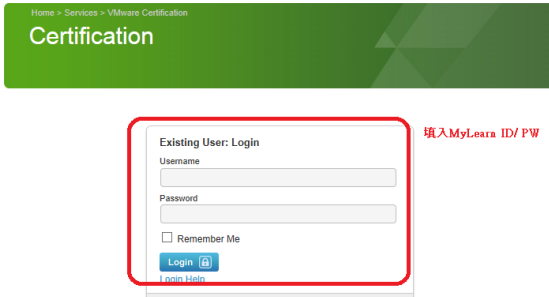 Home > Services > VMware Certification
Certification
填入MyLearn ID/ PW
Existing User: Login
Username
Password
Remember Me
Login
Login Help